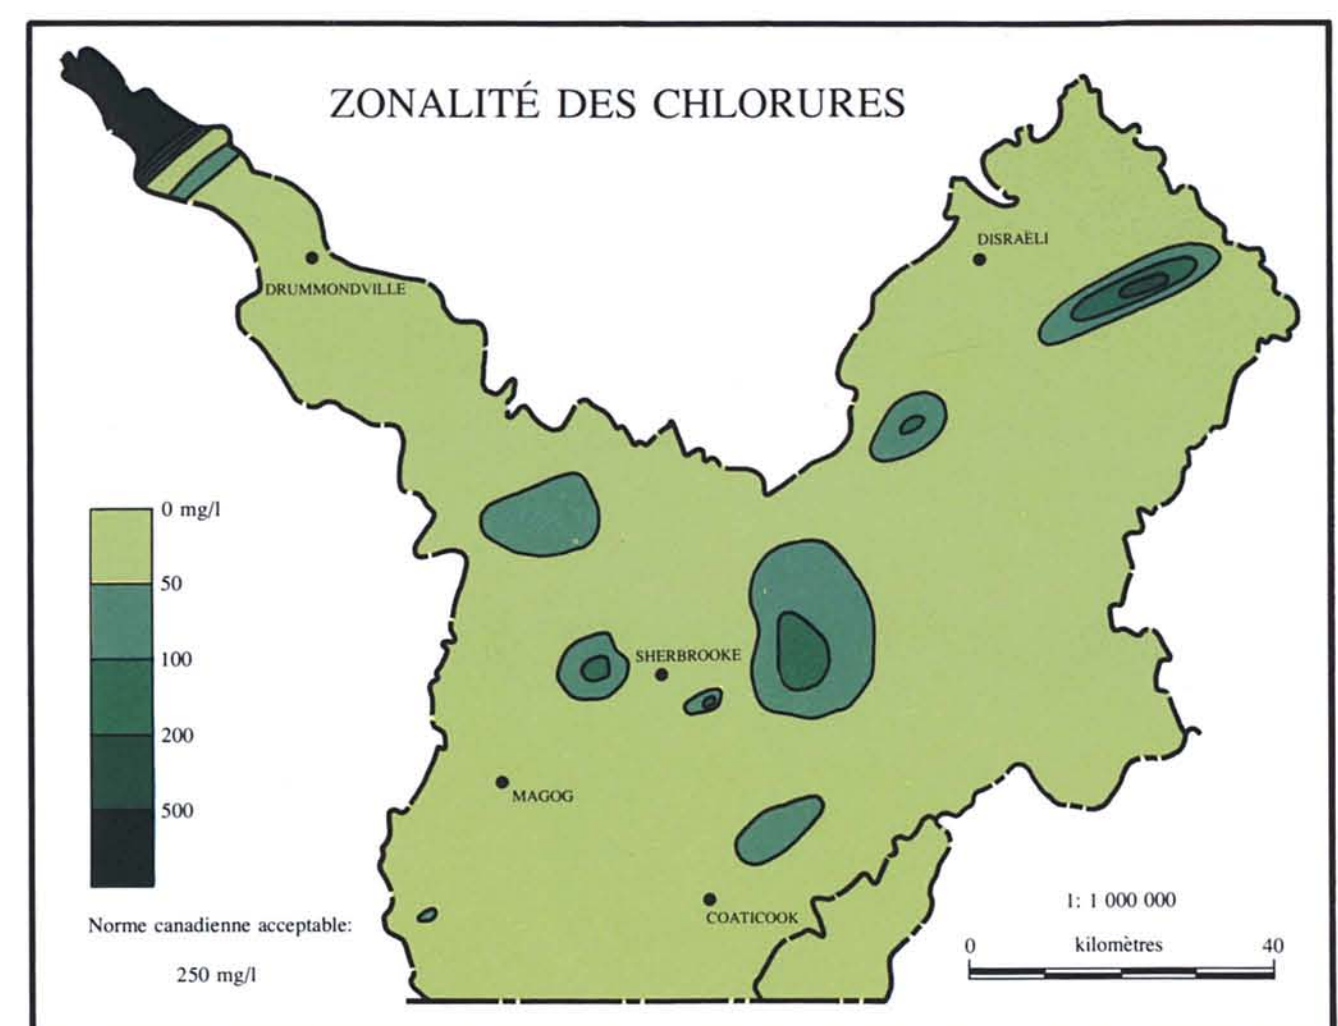 ZONALITÉ DES CHLORURES
DISRAËLI
DRUMMONDVILLE
0 mg/l
50
100
200
500
SHERBROOKE
MAGOG
COATICOOK
Norme canadienne acceptable:
250 mg/l
1: 1 000 000
0 kilomètres 40